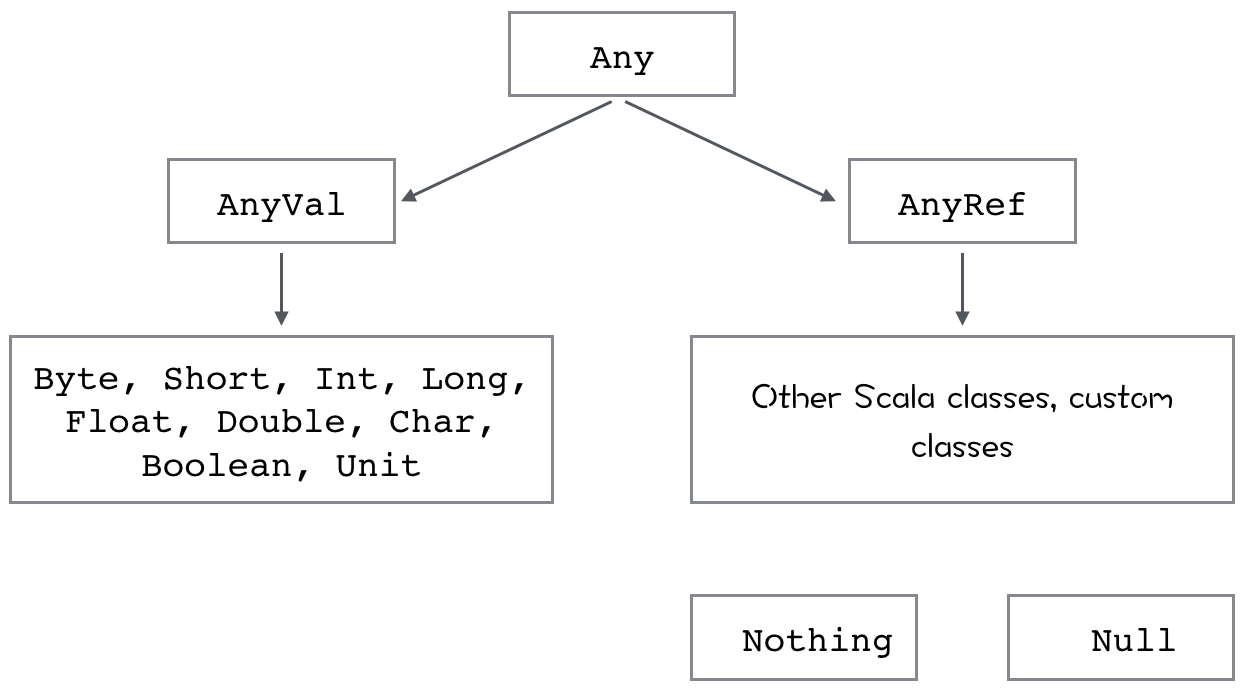 Any
AnyVal
AnyRef
Byte, Short, Int, Long,
Float, Double, Char,
Boolean, Unit
Other Scala classes, custom
classes
Nothing
Null